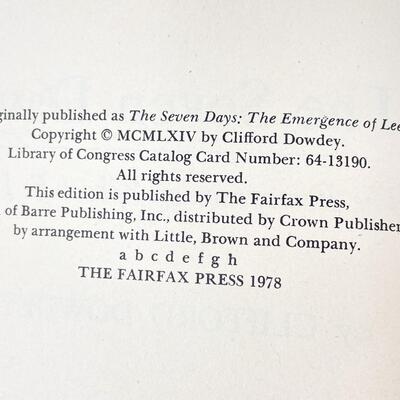 ginally published as The Seven Days: The Emergence of Lee
Copyright © MCMLXIV by Clifford Dowdey.
Library of Congress Catalog Card Number: 64-13190.
All rights reserved.
This edition is published by The Fairfax Press,
of Barre Publishing, Inc., distributed by Crown Publisher
by arrangement with Little, Brown and Company.
a b c d e f g h
THE FAIRFAX PRESS 1978